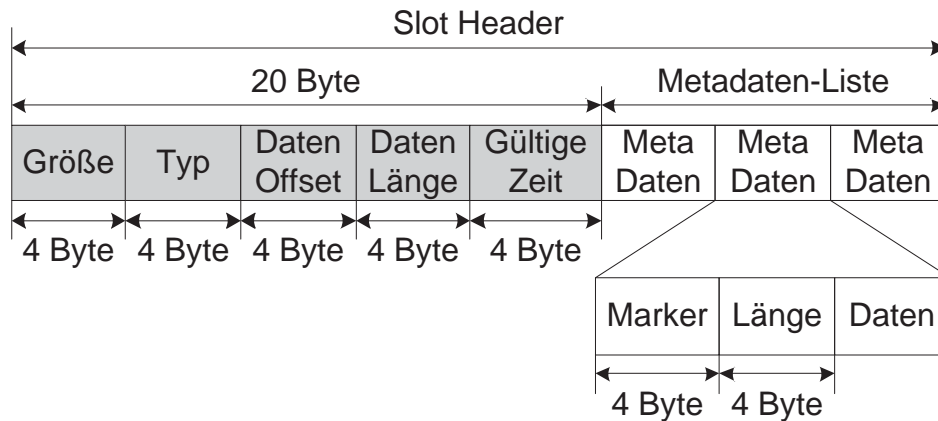 Slot Header
20 Byte
Metadaten-Liste
Größe
Typ
Daten
Offset
Daten
Länge
Gültige
Zeit
Meta
Daten
Meta
Daten
Meta
Daten
4 Byte
4 Byte
4 Byte
4 Byte
4 Byte
Marker
Länge
Daten
4 Byte
4 Byte